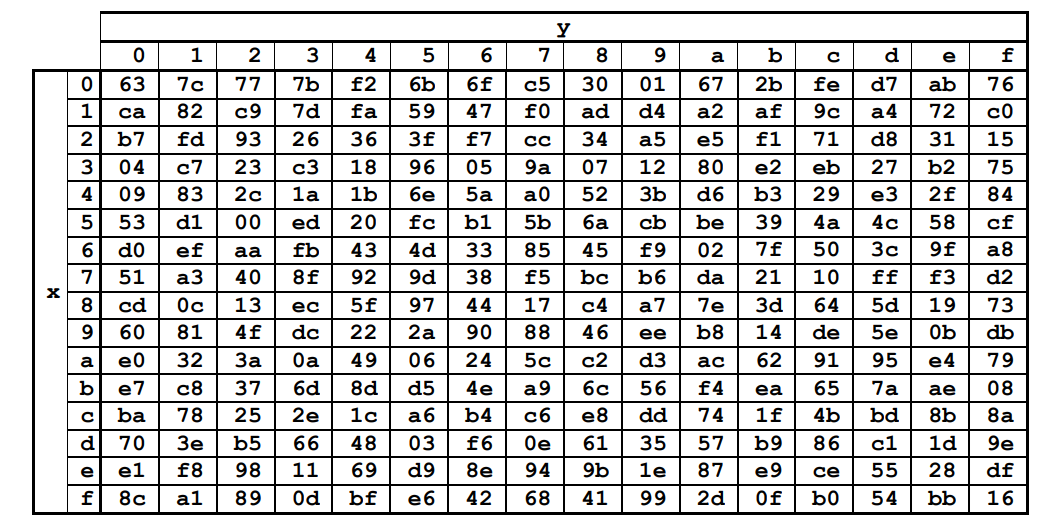 y
0 1 2 3 4 5 6 7 8 9 a b c d e f
0 63 7c 77 7b f2 6b 6f c5 30 01 67 2b fe d7 ab 76
1 ca 82 c9 7d fa 59 47 f0 ad d4 a2 af 9c a4 72 c0
2 b7 fd 93 26 36 3f f7 cc 34 a5 e5 f1 71 d8 31 15
3 04 c7 23 c3 18 96 05 9a 07 12 80 e2 eb 27 b2 75
4 09 83 2c 1a 1b 6e 5a a0 52 3b d6 b3 29 e3 2f 84
5 53 d1 00 ed 20 fc b1 5b 6a cb be 39 4a 4c 58 cf
6 d0 ef aa fb 43 4d 33 85 45 f9 02 7f 50 3c 9f a8
7 51 a3 40 8f 92 9d 38 f5 bc b6 da 21 10 ff f3 d2
x
8 cd 0c 13 ec 5f 97 44 17 c4 a7 7e 3d 64 5d 19 73
9 60 81 4f dc 22 2a 90 88 46 ee b8 14 de 5e 0b db
a e0 32 3a 0a 49 06 24 5c c2 d3 ac 62 91 95 e4 79
b e7 c8 37 6d 8d d5 4e a9 6c 56 f4 ea 65 7a ae 08
c ba 78 25 2e 1c a6 b4 c6 e8 dd 74 1f 4b bd 8b 8a
d 70 3e b5 66 48 03 f6 0e 61 35 57 b9 86 c1 1d 9e
e e1 f8 98 11 69 d9 8e 94 9b 1e 87 e9 ce 55 28 df
f 8c a1 89 0d bf e6 42 68 41 99 2d 0f b0 54 bb 16